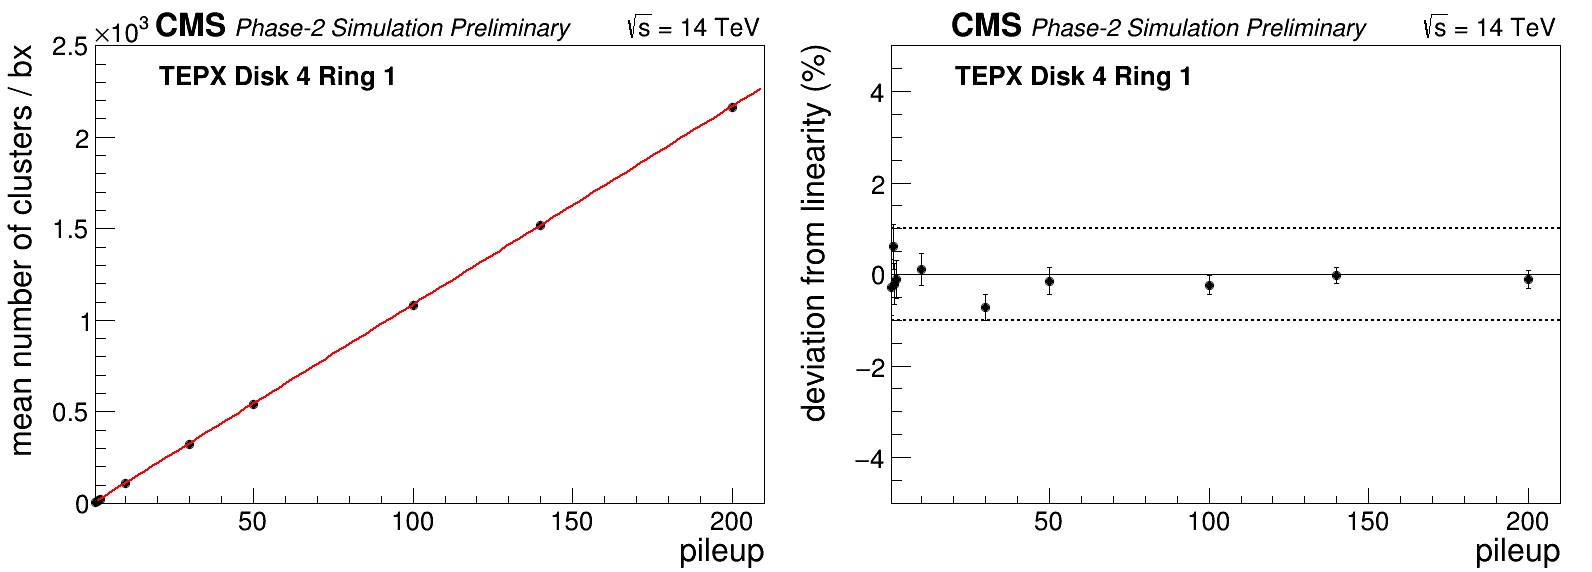 ×10³ CMS Phase-2 Simulation Preliminary √s = 14 TeV
TEPX Disk 4 Ring 1
mean number of clusters / bx
2.5
2
1.5
1
0.5
0
50 100 150 200
pileup
CMS Phase-2 Simulation Preliminary √s = 14 TeV
TEPX Disk 4 Ring 1
deviation from linearity (%)
4
2
0
−2
−4
50 100 150 200
pileup